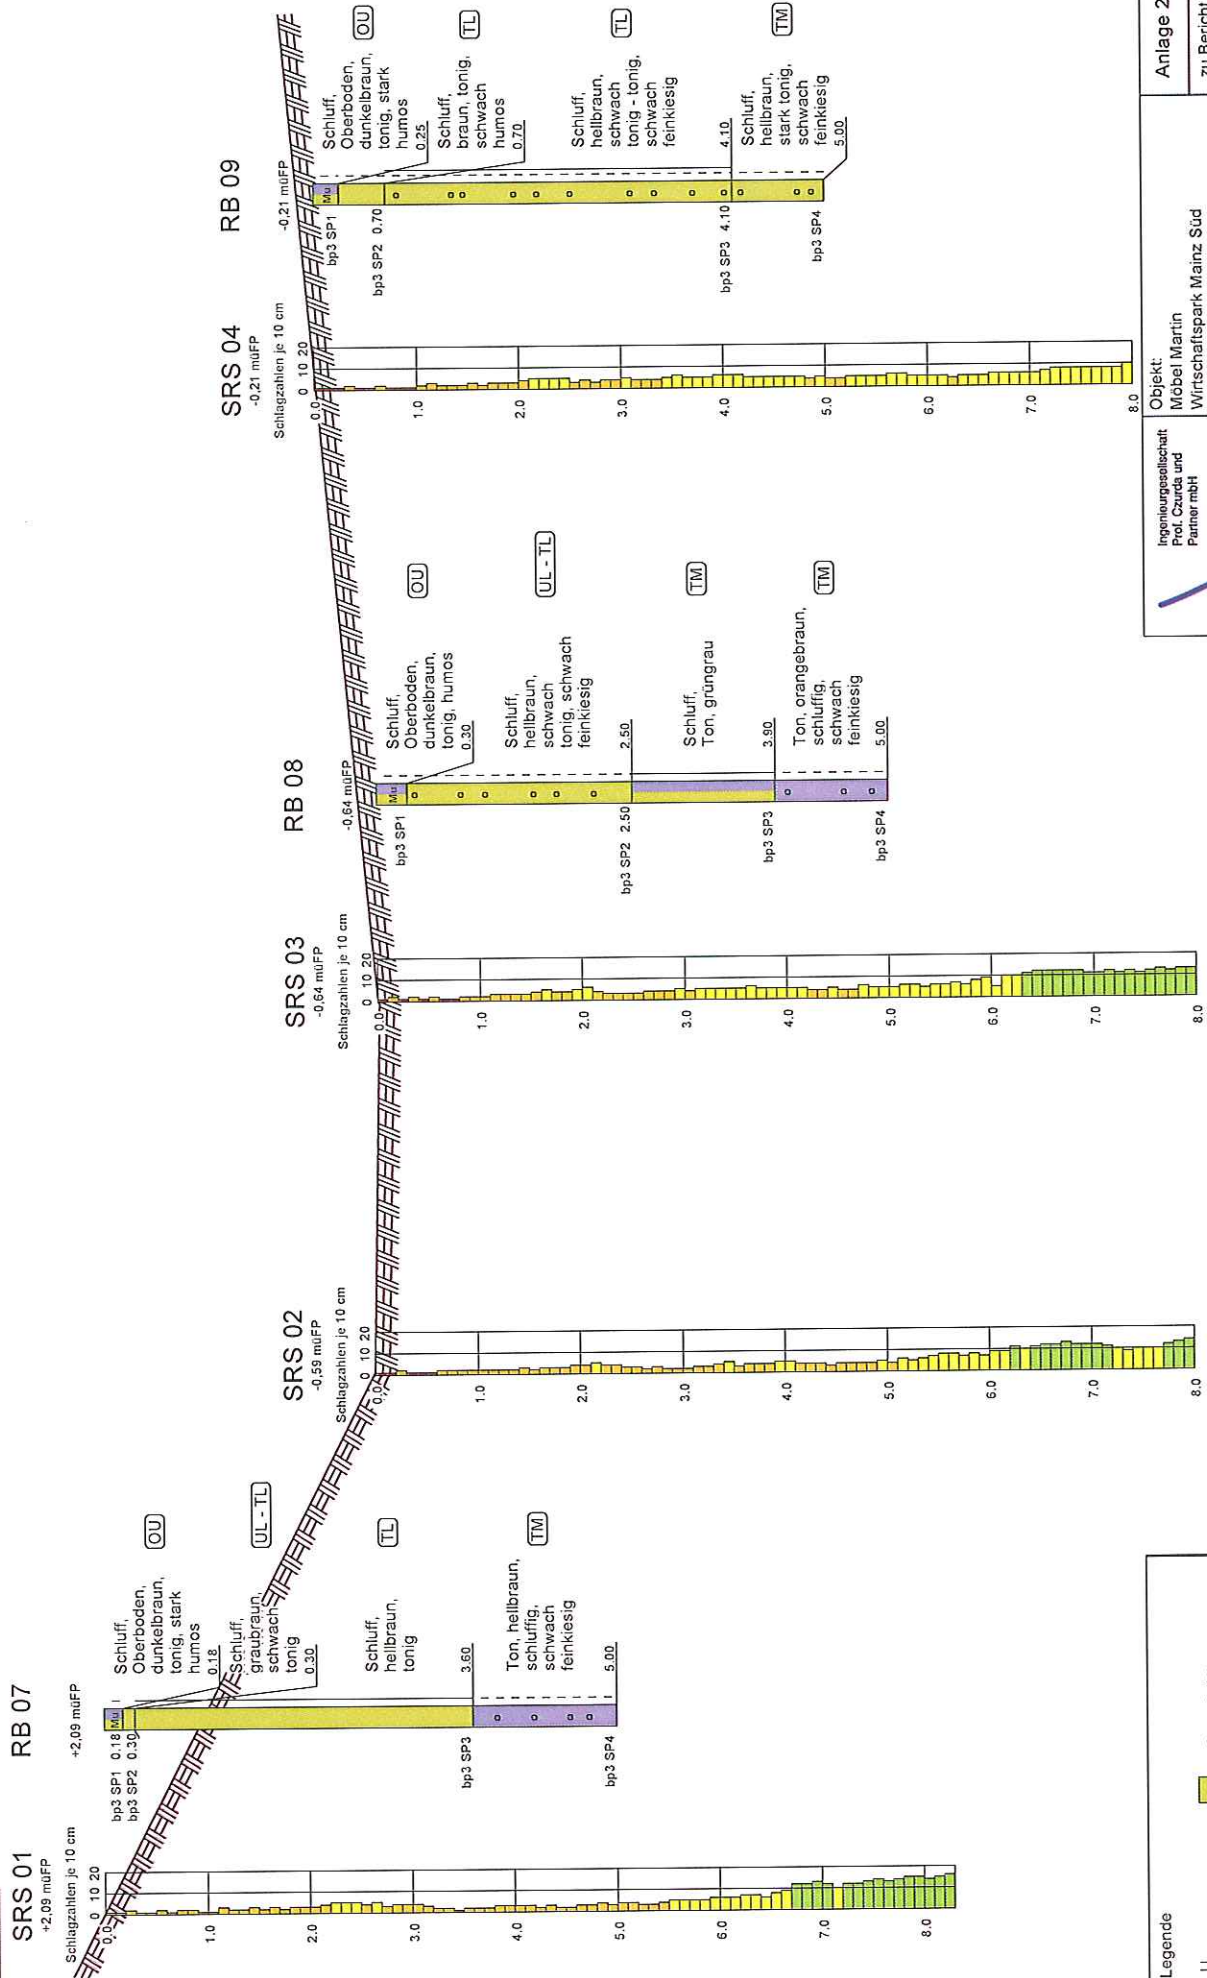 SRS 01
+2,09 müFP
Schlagzahlen je 10 cm
0 10 20
0.0
1.0
2.0
3.0
4.0
5.0
6.0
7.0
8.0
RB 07
+2,09 müFP
bp3 SP1 0.18
bp3 SP2 0.30
bp3 SP3
bp3 SP4
Mu
Schluff,
Oberboden,
dunkelbraun,
tonig, stark
humos
0.18
OU
Schluff,
graubraun,
schwach
tonig
0.30
UL - TL
Schluff,
hellbraun,
tonig
3.60
TL
Ton, hellbraun,
schluffig,
schwach
feinkiesig
5.00
TM
SRS 02
-0,59 müFP
Schlagzahlen je 10 cm
0 10 20
0.0
1.0
2.0
3.0
4.0
5.0
6.0
7.0
8.0
SRS 03
-0,64 müFP
Schlagzahlen je 10 cm
0 10 20
0.0
1.0
2.0
3.0
4.0
5.0
6.0
7.0
8.0
RB 08
-0,64 müFP
bp3 SP1
bp3 SP2 2.50
bp3 SP3
bp3 SP4
Mu
Schluff,
Oberboden,
dunkelbraun,
tonig, humos
0.30
OU
Schluff,
hellbraun,
schwach
tonig, schwach
feinkiesig
2.50
UL - TL
Schluff,
Ton, grüngrau
3.90
TM
Ton, orangebraun,
schluffig,
schwach
feinkiesig
5.00
TM
SRS 04
-0,21 müFP
Schlagzahlen je 10 cm
0 10 20
0.0
1.0
2.0
3.0
4.0
5.0
6.0
7.0
8.0
RB 09
-0,21 müFP
bp3 SP1
bp3 SP2 0.70
bp3 SP3 4.10
bp3 SP4
Mu
Schluff,
Oberboden,
dunkelbraun,
tonig, stark
humos
0.25
OU
Schluff,
braun, tonig,
schwach
humos
0.70
TL
Schluff,
hellbraun,
schwach
tonig - tonig,
schwach
feinkiesig
4.10
TL
Schluff,
hellbraun,
stark tonig,
schwach
feinkiesig
5.00
TM
Legende
Ingenieurgesellschaft
Prof. Czurda und
Partner mbH
Objekt:
Möbel Martin
Wirtschaftspark Mainz Süd
Anlage 2
zu Bericht